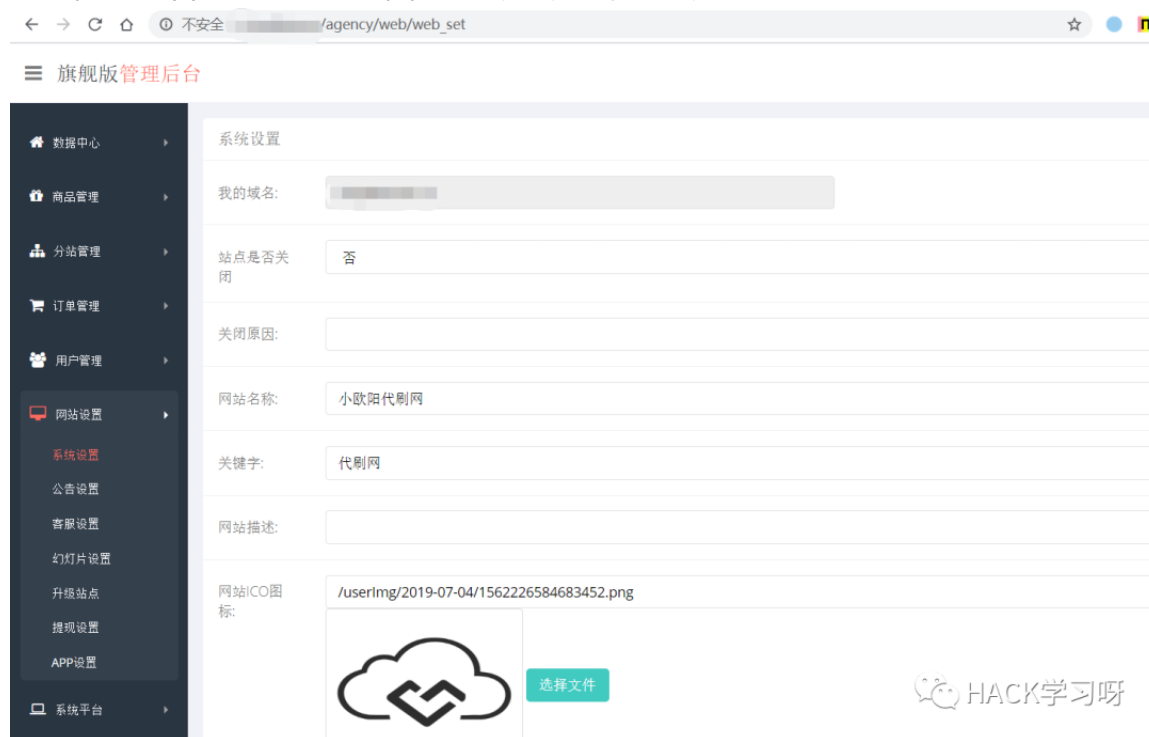 不安全
/agency/web/web_set
旗舰版管理后台
数据中心
商品管理
分站管理
订单管理
用户管理
网站设置
系统设置
公告设置
客服设置
幻灯片设置
升级站点
提现设置
APP设置
系统平台
系统设置
我的域名:
站点是否关
闭
否
关闭原因:
网站名称:
小欧阳代刷网
关键字:
代刷网
网站描述:
网站ICO图
标:
/userImg/2019-07-04/1562226584683452.png
选择文件
HACK学习呀